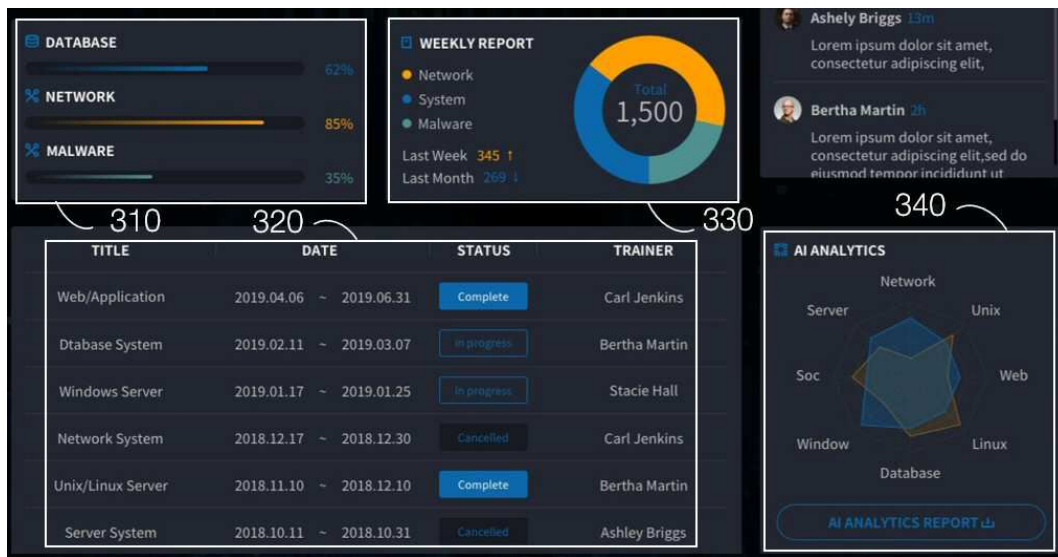 DATABASE
62%
NETWORK
85%
MALWARE
35%
310
WEEKLY REPORT
Network
System
Malware
Last Week 345 ↑
Last Month 269 ↓
Total
1,500
330
Ashely Briggs 13m
Lorem ipsum dolor sit amet,
consectetur adipiscing elit,
Bertha Martin 2h
Lorem ipsum dolor sit amet,
consectetur adipiscing elit,sed do
eiusmod tempor incididunt ut
320
TITLE DATE STATUS TRAINER
Web/Application 2019.04.06 ~ 2019.06.31 Complete Carl Jenkins
Dtabase System 2019.02.11 ~ 2019.03.07 In progress Bertha Martin
Windows Server 2019.01.17 ~ 2019.01.25 In progress Stacie Hall
Network System 2018.12.17 ~ 2018.12.30 Cancelled Carl Jenkins
Unix/Linux Server 2018.11.10 ~ 2018.12.10 Complete Bertha Martin
Server System 2018.10.11 ~ 2018.10.31 Cancelled Ashley Briggs
340
AI ANALYTICS
Network
Server
Unix
Soc
Web
Window
Linux
Database
AI ANALYTICS REPORT